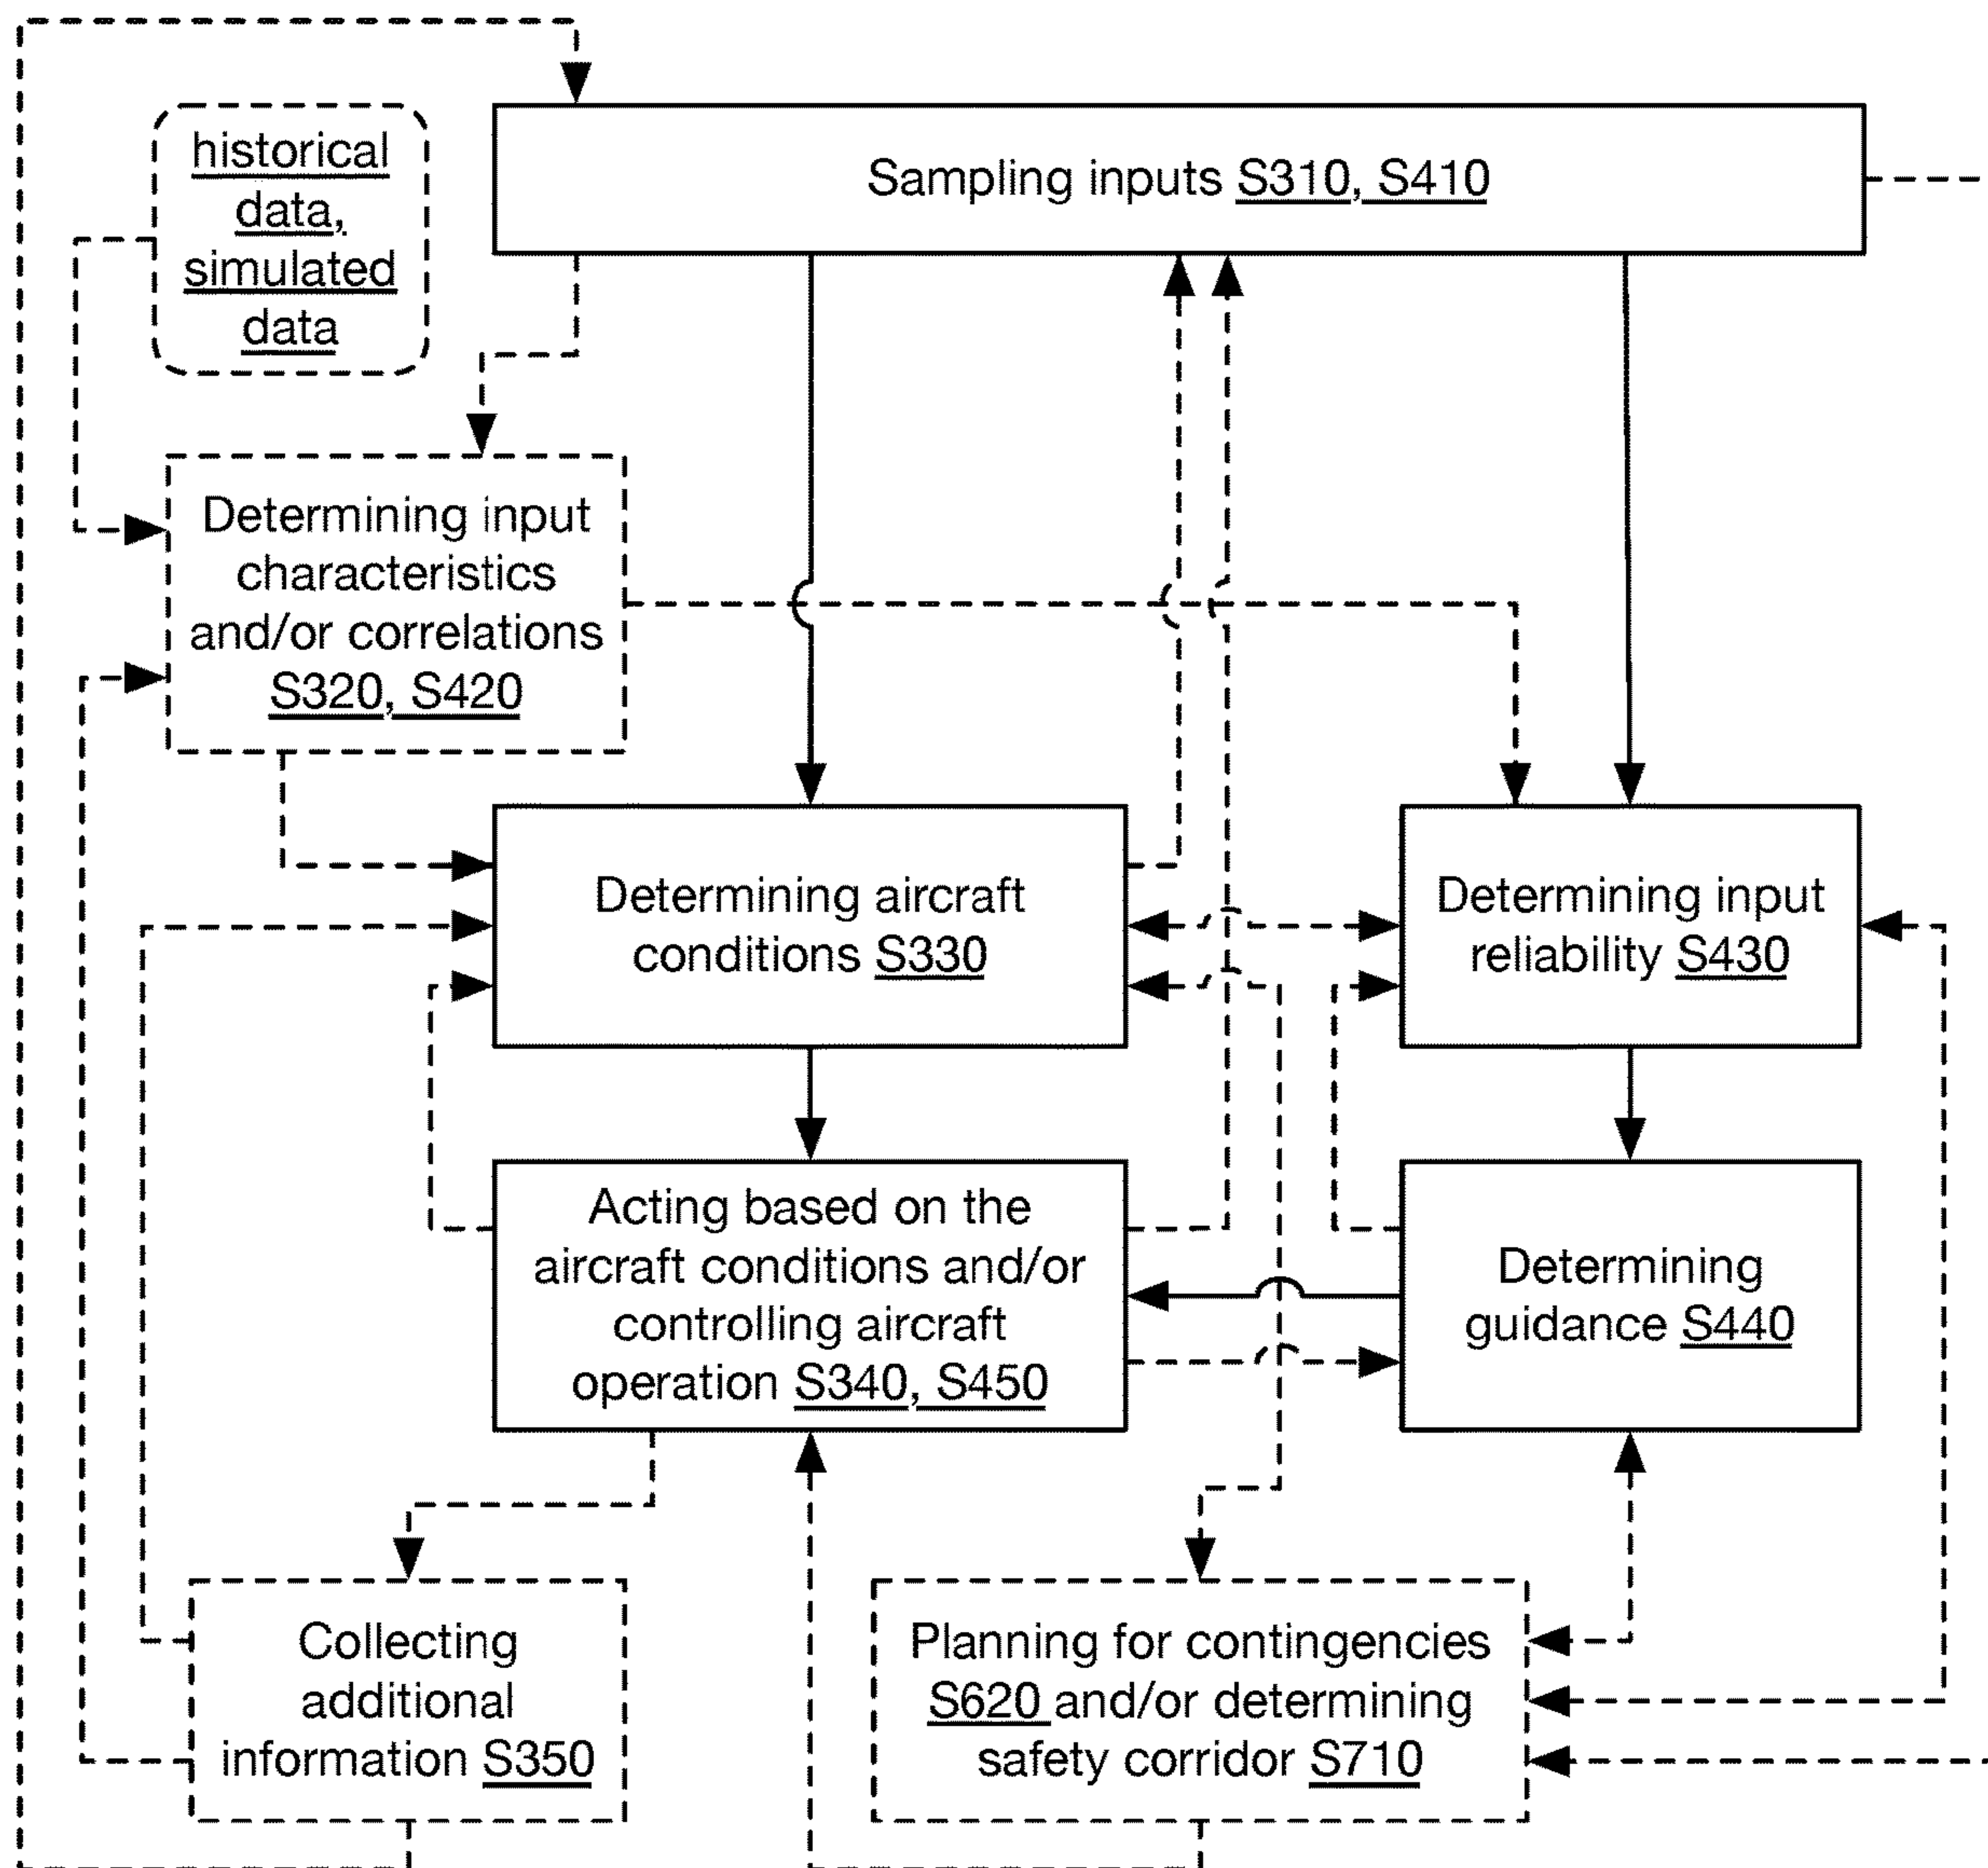 Sampling inputs S310, S410
historical
data,
simulated
data
Determining input
characteristics
and/or correlations
S320, S420
Determining aircraft
conditions S330
Determining input
reliability S430
Acting based on the
aircraft conditions and/or
controlling aircraft
operation S340, S450
Determining
guidance S440
Collecting
additional
information S350
Planning for contingencies
S620 and/or determining
safety corridor S710